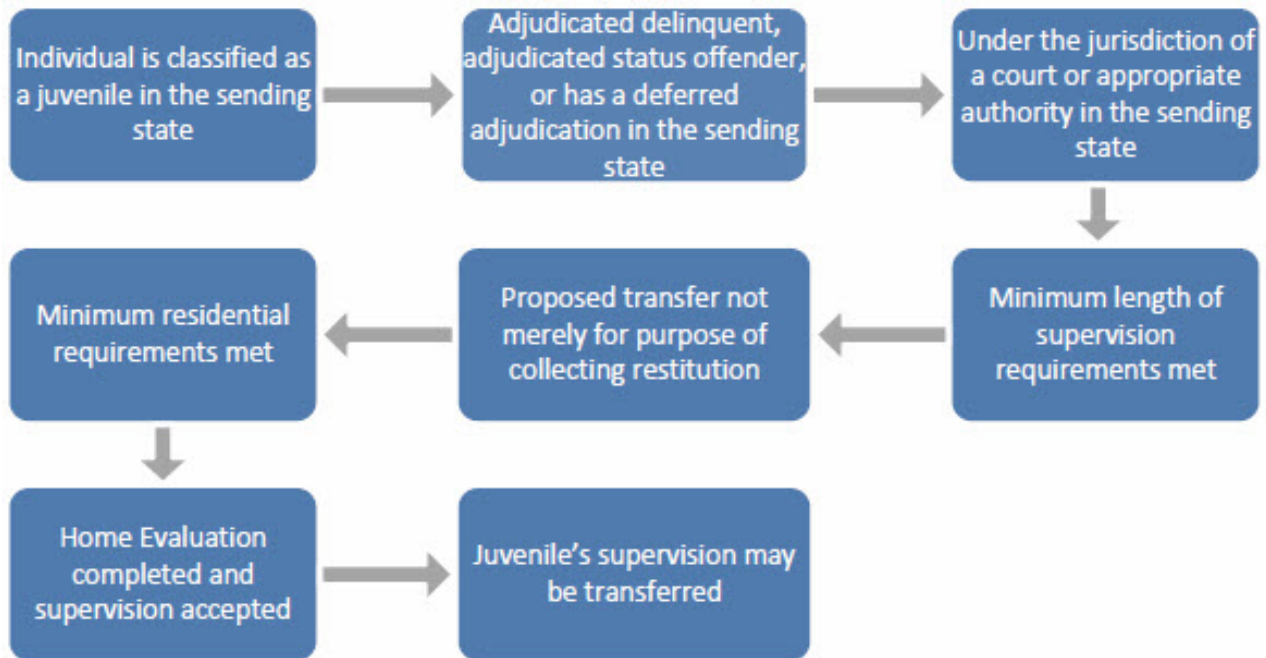 Individual is classified as
a juvenile in the sending
state
Adjudicated delinquent,
adjudicated status offender,
or has a deferred
adjudication in the sending
state
Under the jurisdiction of
a court or appropriate
authority in the sending
state
Minimum length of
supervision
requirements met
Proposed transfer not
merely for purpose of
collecting restitution
Minimum residential
requirements met
Home Evaluation
completed and
supervision accepted
Juvenile’s supervision may
be transferred